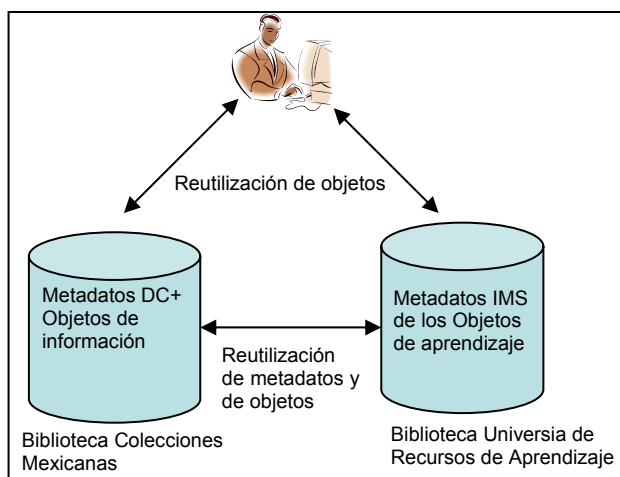 Reutilización de objetos
Metadatos DC+
Objetos de
información
Metadatos IMS
de los Objetos
de aprendizaje
Reutilización
de metadatos y
de objetos
Biblioteca Colecciones
Mexicanas
Biblioteca Universia de
Recursos de Aprendizaje